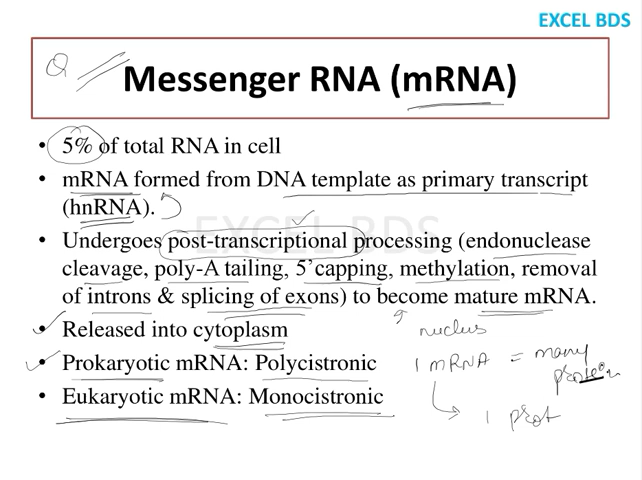 EXCEL BDS
Q
Messenger RNA (mRNA)
• 5% of total RNA in cell
• mRNA formed from DNA template as primary transcript
(hnRNA).
EXCEL BDS
• Undergoes post-transcriptional processing (endonuclease
cleavage, poly-A tailing, 5'capping, methylation, removal
of introns & splicing of exons) to become mature mRNA.
• Released into cytoplasm
nucleus
• Prokaryotic mRNA: Polycistronic
1 mRNA = many
protein
• Eukaryotic mRNA: Monocistronic
1 prot